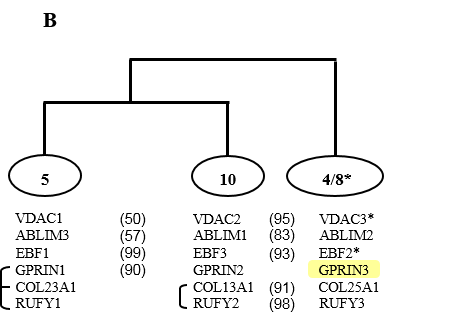 B
5 10 4/8*
VDAC1 (50) VDAC2 (95) VDAC3*
ABLIM3 (57) ABLIM1 (83) ABLIM2
EBF1 (99) EBF3 (93) EBF2*
GPRIN1 (90) GPRIN2 GPRIN3
COL23A1 COL13A1 (91) COL25A1
RUFY1 RUFY2 (98) RUFY3